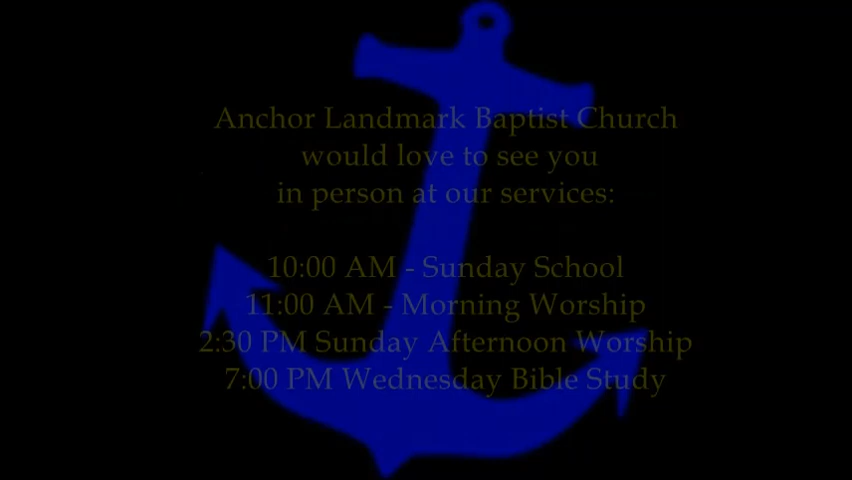 Anchor Landmark Baptist Church
would love to see you
in person at our services:
10:00 AM - Sunday School
11:00 AM - Morning Worship
2:30 PM Sunday Afternoon Worship
7:00 PM Wednesday Bible Study